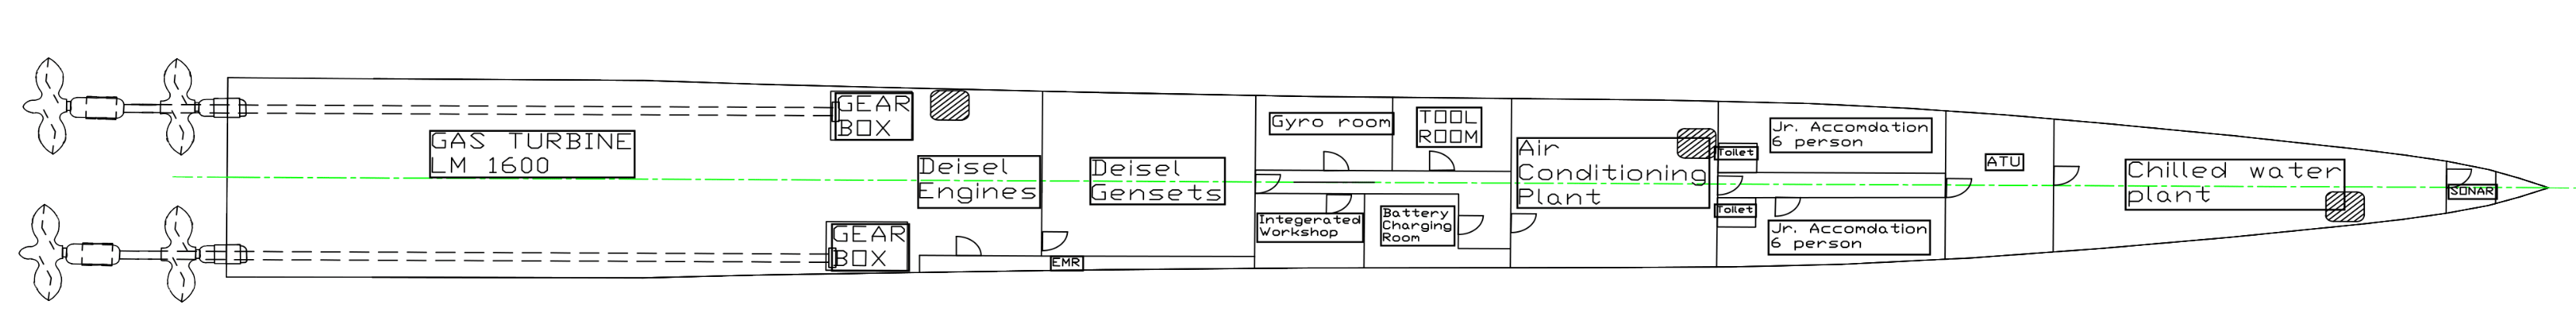 GEAR
BOX
GAS TURBINE
LM 1600
GEAR
BOX
Deisel
Engines
EMR
Deisel
Gensets
Gyro room
TOOL
ROOM
Integerated
Workshop
Battery
Charging
Room
Air
Conditioning
Plant
Toilet
Toilet
Jr. Accomdation
6 person
Jr. Accomdation
6 person
ATU
Chilled water
plant
SONAR